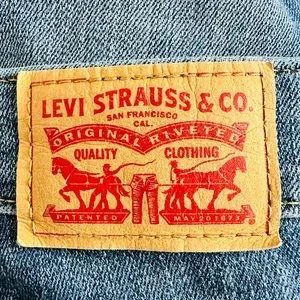 LEVI STRAUSS & CO.
SAN FRANCISCO
CAL.
ORIGINAL RIVETED
QUALITY CLOTHING
PATENTED MAY 20 1873